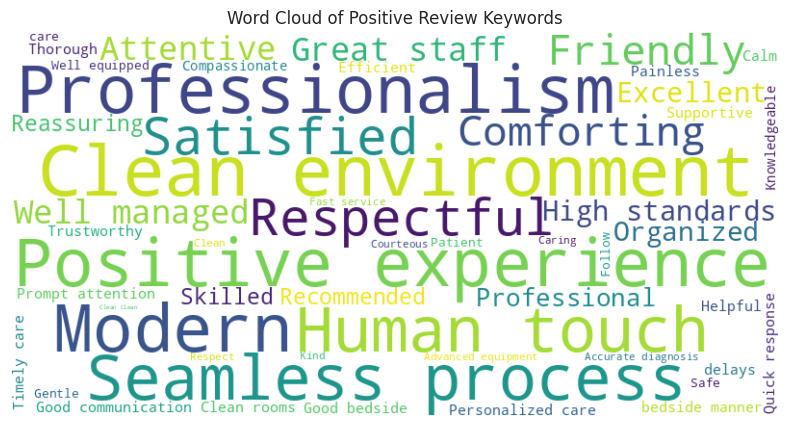 Word Cloud of Positive Review Keywords
care
Thorough
Attentive
Great staff
Friendly
Calm
Well equipped
Compassionate
Efficient
Painless
Professionalism
Excellent
Supportive
Knowledgeable
Reassuring
Satisfied
Comforting
Clean environment
Well managed
Fast service
Respectful
High standards
Trustworthy
Clean
Courteous
Patient
Caring
Follow
Organized
Positive experience
Prompt attention
Clean Clean
Skilled
Recommended
Professional
Helpful
Quick response
Timely care
Modern
Human touch
Respect
Kind
Advanced equipment
Accurate diagnosis
Seamless process
delays
Safe
Gentle
Good communication
Clean rooms
Good bedside
Personalized care
bedside manner